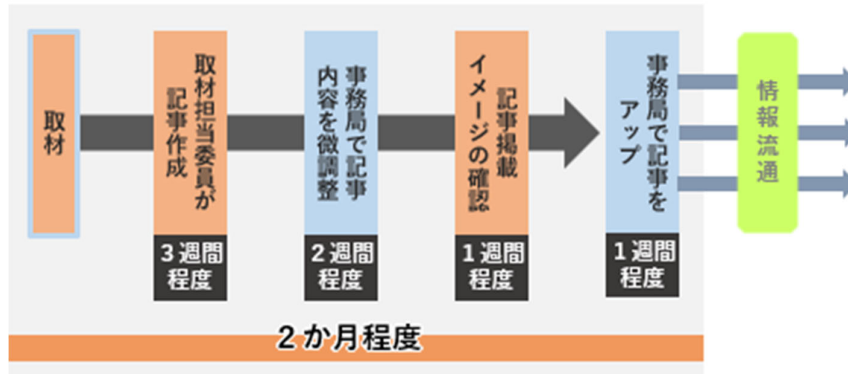 取材
取材担当委員が
記事作成
3週間
程度
事務局で記事
内容を微調整
2週間
程度
記事掲載
イメージの確認
1週間
程度
事務局で記事を
アップ
1週間
程度
情報流通
2か月程度